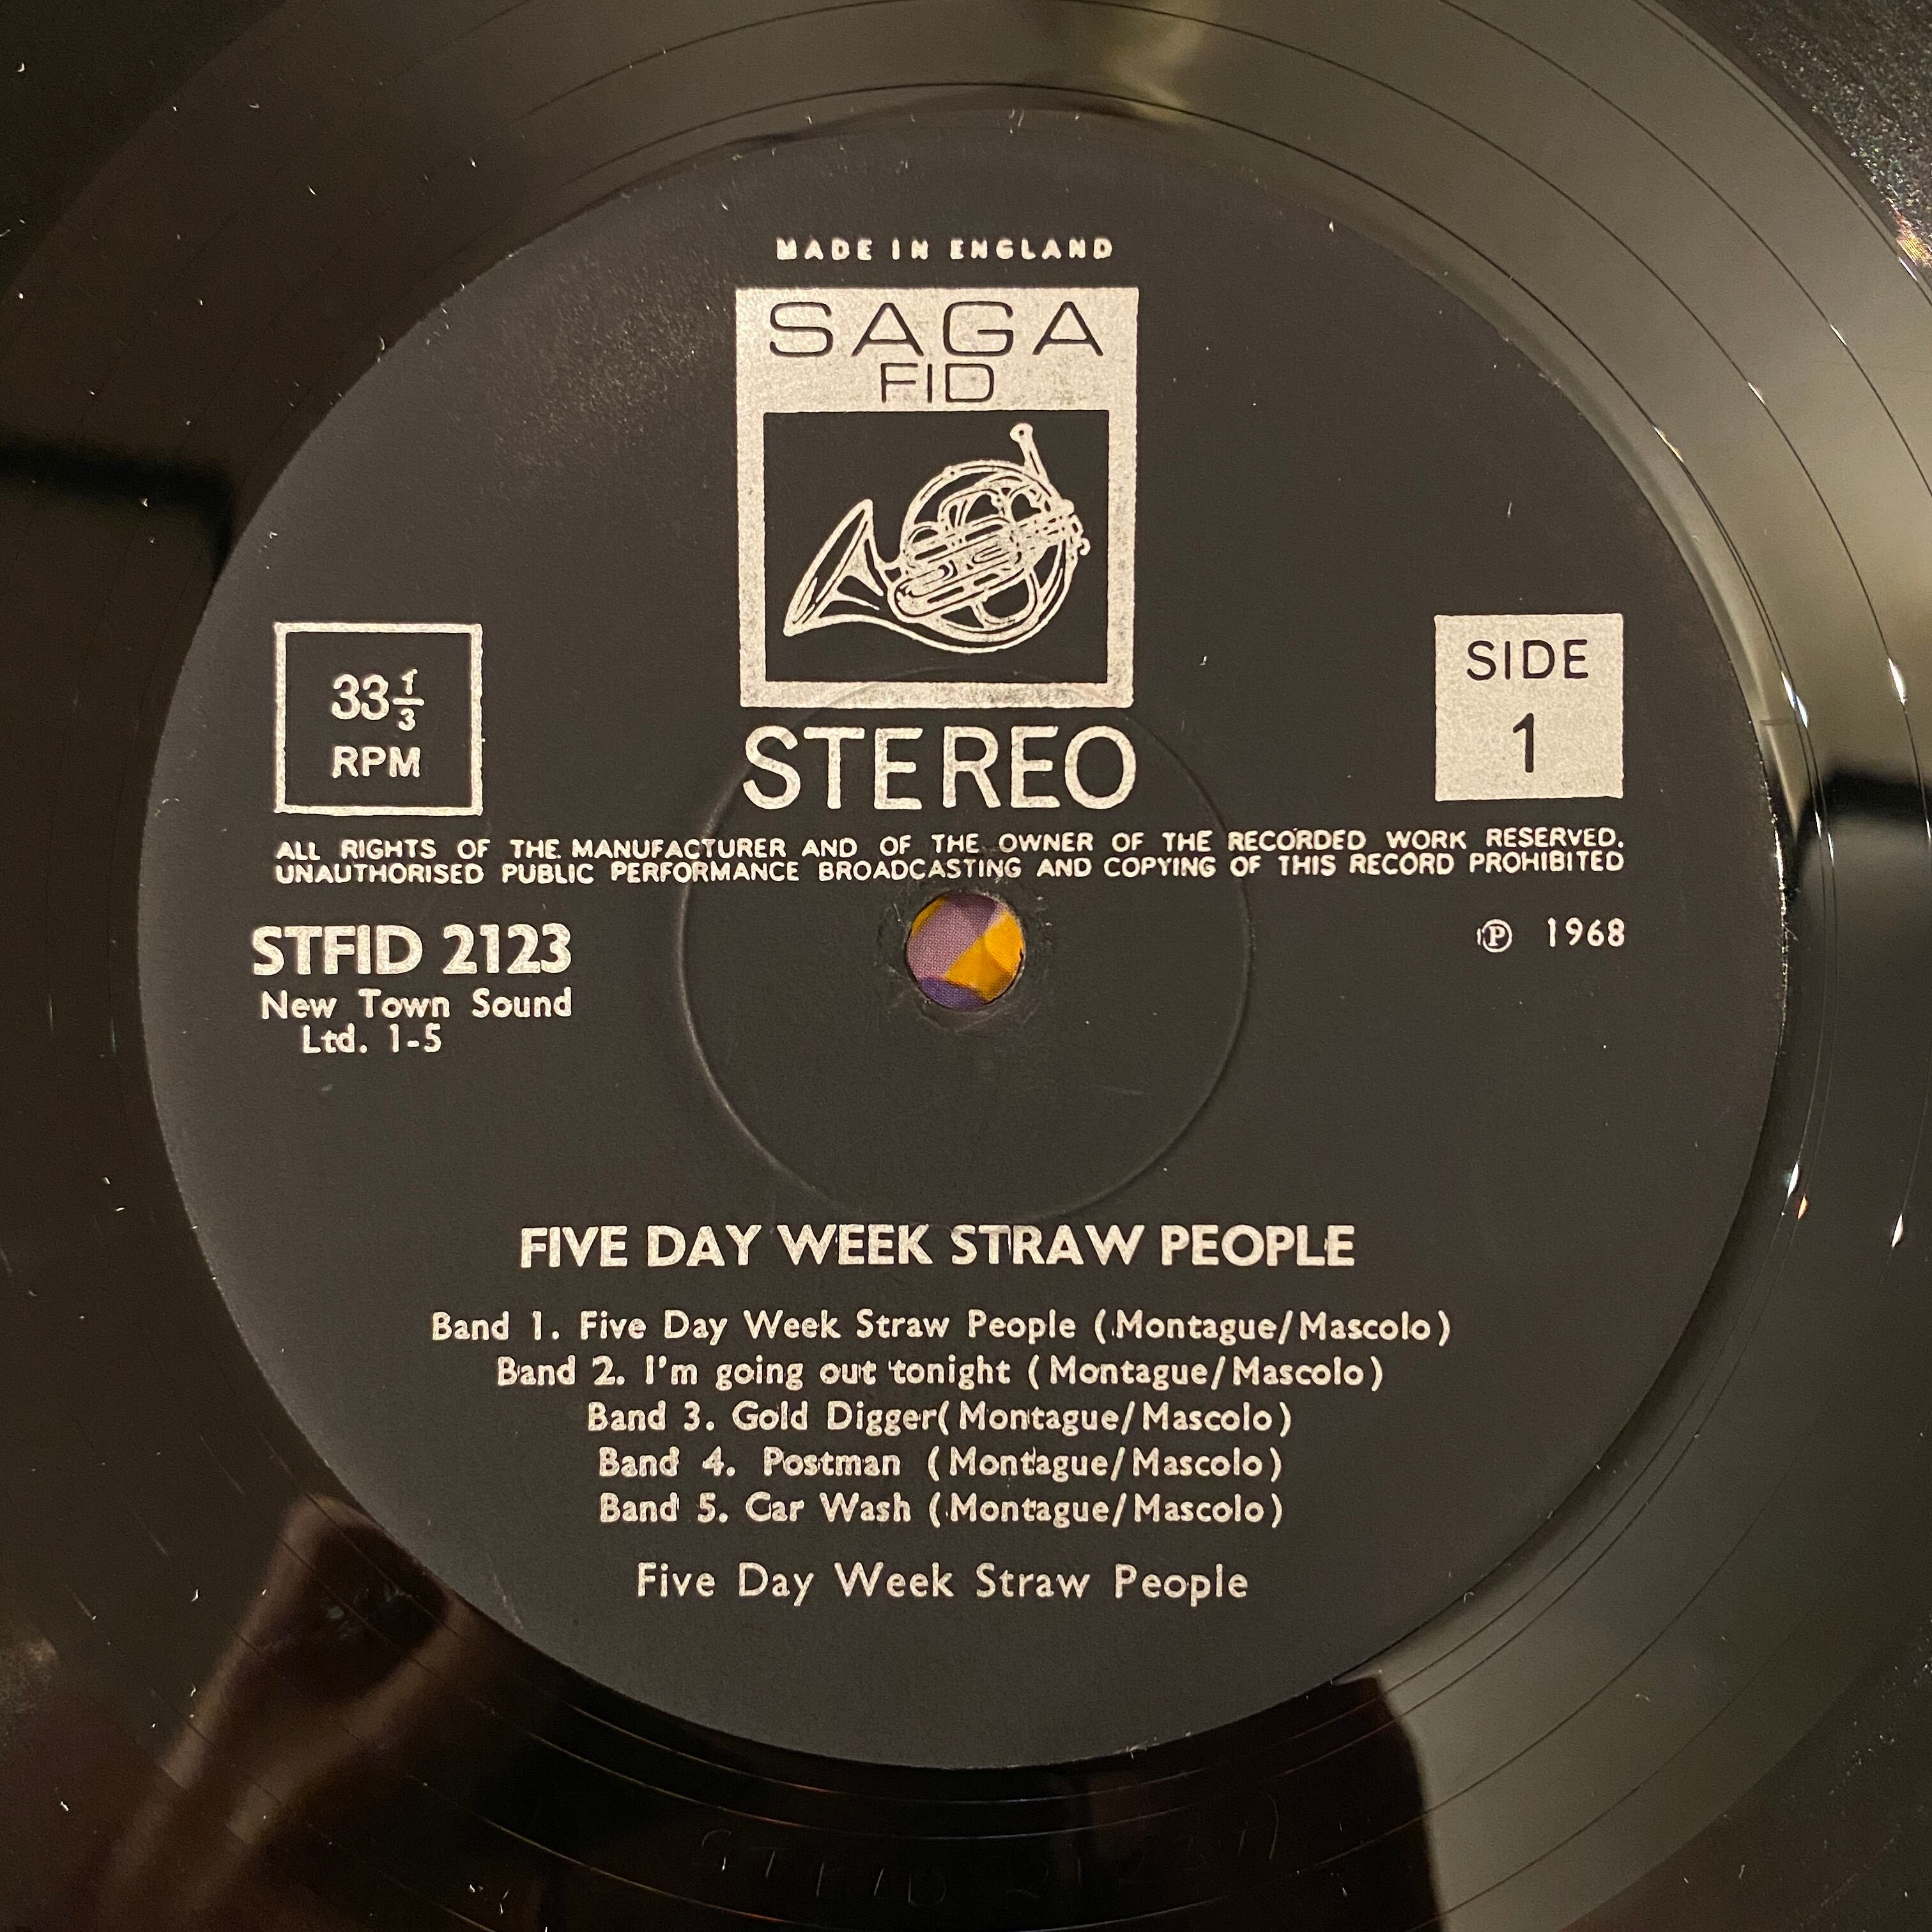 MADE IN ENGLAND
SAGA
FID
33 1/3
RPM
SIDE
1
STEREO
ALL RIGHTS OF THE MANUFACTURER AND OF THE OWNER OF THE RECORDED WORK RESERVED.
UNAUTHORISED PUBLIC PERFORMANCE BROADCASTING AND COPYING OF THIS RECORD PROHIBITED
STFID 2123
℗ 1968
New Town Sound
Ltd. 1-5
FIVE DAY WEEK STRAW PEOPLE
Band 1. Five Day Week Straw People (Montague/Mascolo)
Band 2. I'm going out tonight (Montague/Mascolo)
Band 3. Gold Digger(Montague/Mascolo)
Band 4. Postman (Montague/Mascolo)
Band 5. Car Wash (Montague/Mascolo)
Five Day Week Straw People